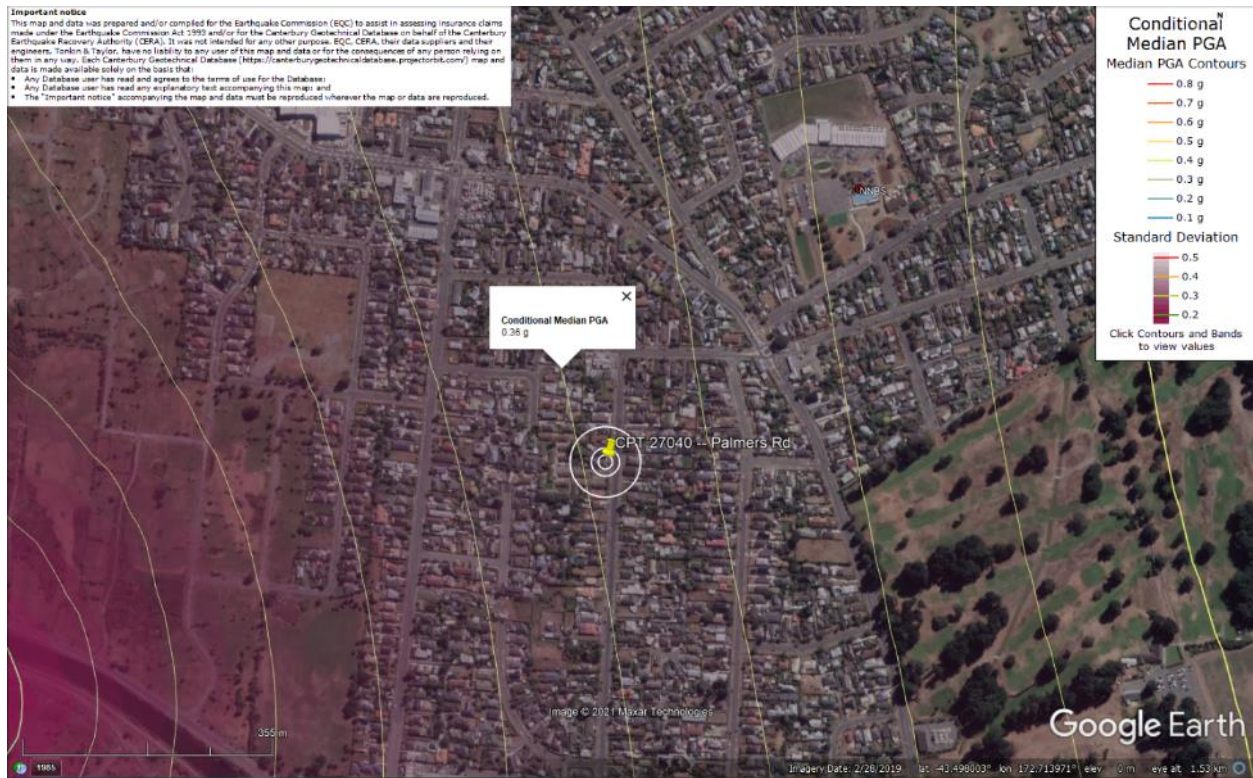 Important notice
This map and data was prepared and/or compiled for the Earthquake Commission (EQC) to assist in assessing insurance claims
made under the Earthquake Commission Act 1993 and/or for the Canterbury Geotechnical Database on behalf of the Canterbury
Earthquake Recovery Authority (CERA). It was not intended for any other purpose. EQC, CERA, their data suppliers and their
engineers, Tonkin & Taylor, have no liability to any user of this map and data or for the consequences of any person relying on
them in any way. Each Canterbury Geotechnical Database (https://canterburygeotechnicaldatabase.projectorbit.com/) map and
data is made available solely on the basis that:
• Any Database user has read and agrees to the terms of use for the Database;
• Any Database user has read any explanatory text accompanying this map; and
• The "Important notice" accompanying the map and data must be reproduced wherever the map or data are reproduced.
N
Conditional
Median PGA
Median PGA Contours
0.8 g
0.7 g
0.6 g
0.5 g
0.4 g
0.3 g
0.2 g
0.1 g
Standard Deviation
0.5
0.4
0.3
0.2
Click Contours and Bands
to view values
NNBS
Conditional Median PGA
0.36 g
CPT 27040 -- Palmers Rd
Image © 2021 Maxar Technologies
Google Earth
355 m
1985
Imagery Date: 2/28/2019 lat -43.498003° lon 172.713971° elev 0 m eye alt 1.53 km